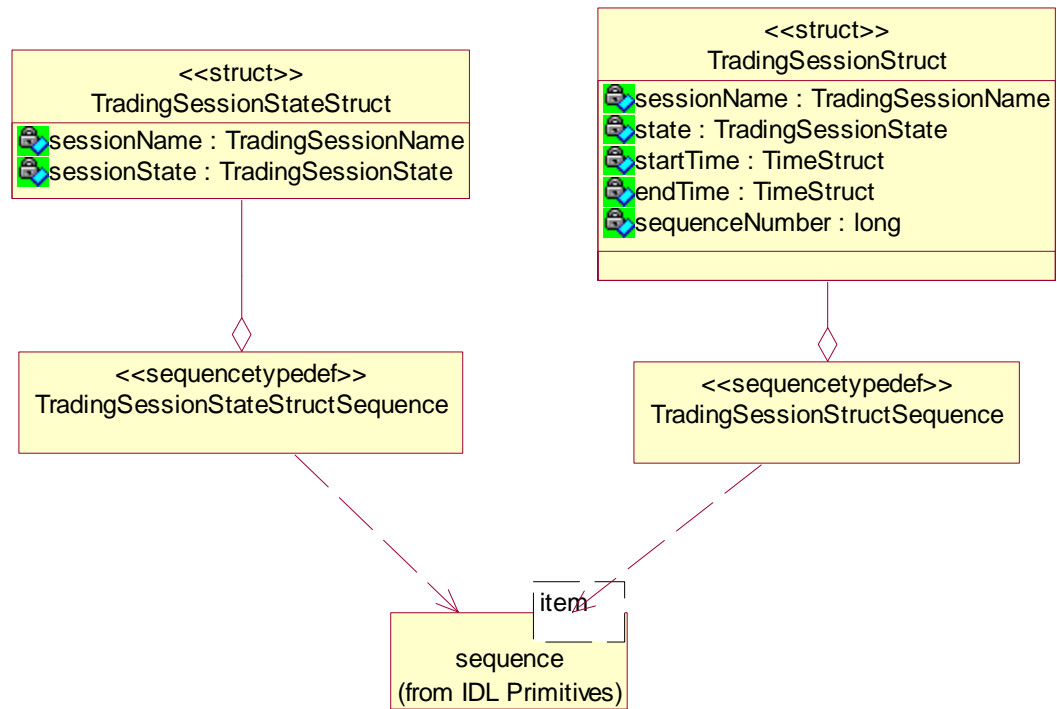 <<struct>>
TradingSessionStateStruct
sessionName : TradingSessionName
sessionState : TradingSessionState
<<struct>>
TradingSessionStruct
sessionName : TradingSessionName
state : TradingSessionState
startTime : TimeStruct
endTime : TimeStruct
sequenceNumber : long
<<sequencetypedef>>
TradingSessionStateStructSequence
<<sequencetypedef>>
TradingSessionStructSequence
item
sequence
(from IDL Primitives)